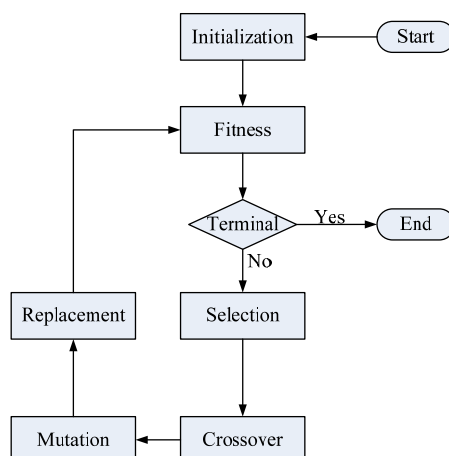 Initialization
Start
Fitness
Terminal
Yes
End
No
Replacement
Selection
Mutation
Crossover